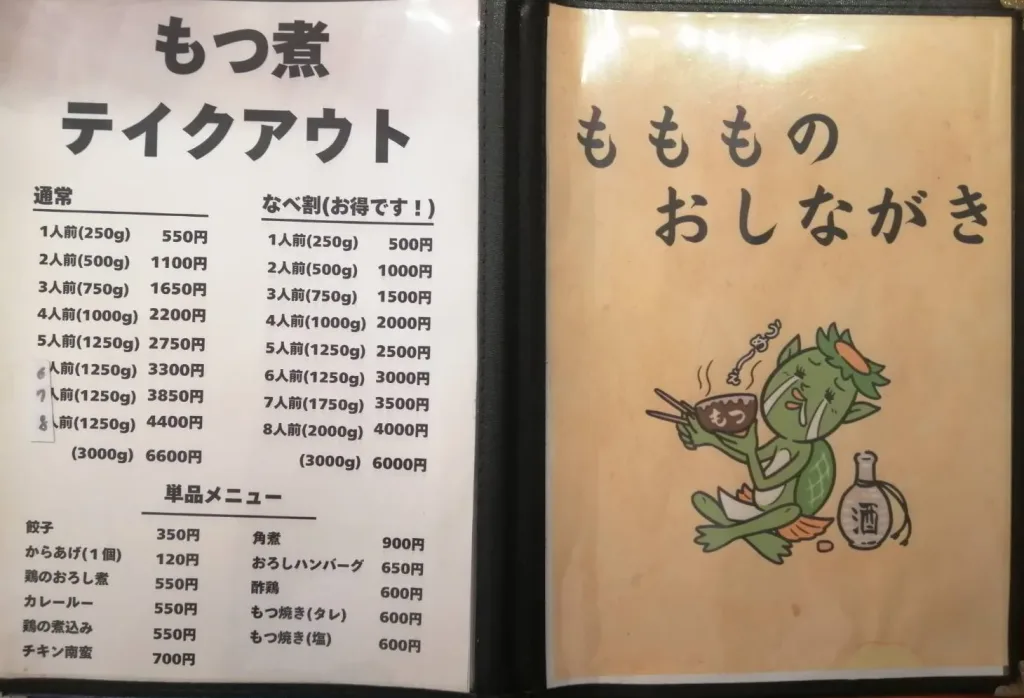 もつ煮
テイクアウト
通常
1人前(250g) 550円
2人前(500g) 1100円
3人前(750g) 1650円
4人前(1000g) 2200円
5人前(1250g) 2750円
6人前(1250g) 3300円
7人前(1250g) 3850円
8人前(1250g) 4400円
(3000g) 6600円
なべ割(お得です!)
1人前(250g) 500円
2人前(500g) 1000円
3人前(750g) 1500円
4人前(1000g) 2000円
5人前(1250g) 2500円
6人前(1250g) 3000円
7人前(1750g) 3500円
8人前(2000g) 4000円
(3000g) 6000円
単品メニュー
餃子 350円
からあげ(1個) 120円
鶏のおろし煮 550円
カレールー 550円
鶏の煮込み 550円
チキン南蛮 700円
角煮 900円
おろしハンバーグ 650円
酢鶏 600円
もつ焼き(タレ) 600円
もつ焼き(塩) 600円
もももの
おしながき
もつ
酒